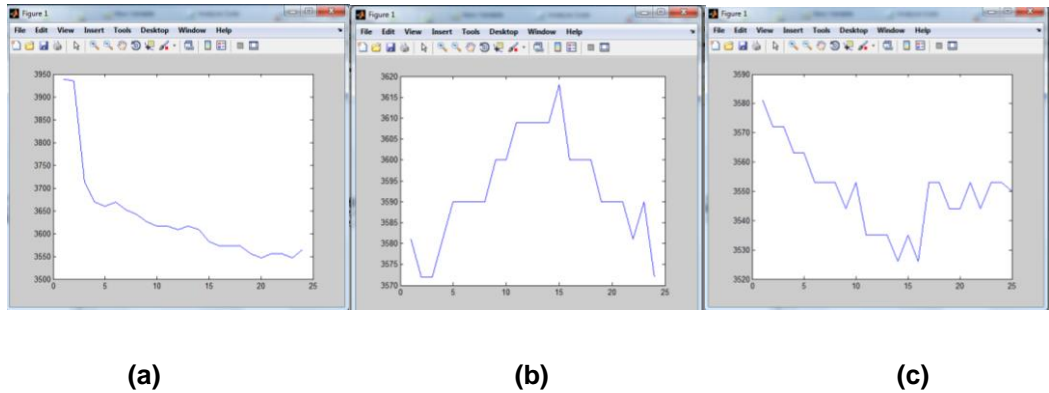 Figure 1
File Edit View Insert Tools Desktop Window Help
3950
3900
3850
3800
3750
3700
3650
3600
3550
3500
0 5 10 15 20 25
Figure 1
File Edit View Insert Tools Desktop Window Help
3620
3615
3610
3605
3600
3595
3590
3585
3580
3575
3570
0 5 10 15 20 25
Figure 1
File Edit View Insert Tools Desktop Window Help
3590
3580
3570
3560
3550
3540
3530
3520
0 5 10 15 20 25
(a) (b) (c)